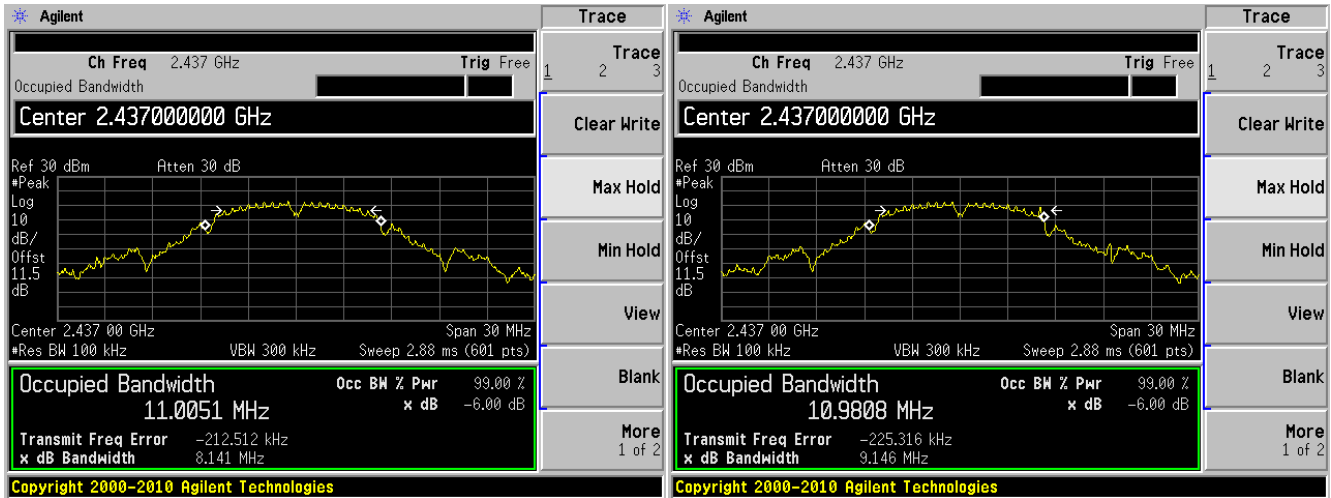 Agilent
Trace
Ch Freq 2.437 GHz Trig Free
Occupied Bandwidth
Center 2.437000000 GHz
Ref 30 dBm Atten 30 dB
#Peak
Log
10
dB/
Offst
11.5
dB
Center 2.437 00 GHz Span 30 MHz
#Res BW 100 kHz VBW 300 kHz Sweep 2.88 ms (601 pts)
Occupied Bandwidth Occ BW % Pwr 99.00 %
11.0051 MHz x dB -6.00 dB
Transmit Freq Error -212.512 kHz
x dB Bandwidth 8.141 MHz
Copyright 2000-2010 Agilent Technologies
Trace
1 2 3
Clear Write
Max Hold
Min Hold
View
Blank
More
1 of 2
Agilent
Trace
Ch Freq 2.437 GHz Trig Free
Occupied Bandwidth
Center 2.437000000 GHz
Ref 30 dBm Atten 30 dB
#Peak
Log
10
dB/
Offst
11.5
dB
Center 2.437 00 GHz Span 30 MHz
#Res BW 100 kHz VBW 300 kHz Sweep 2.88 ms (601 pts)
Occupied Bandwidth Occ BW % Pwr 99.00 %
10.9808 MHz x dB -6.00 dB
Transmit Freq Error -225.316 kHz
x dB Bandwidth 9.146 MHz
Copyright 2000-2010 Agilent Technologies
Trace
1 2 3
Clear Write
Max Hold
Min Hold
View
Blank
More
1 of 2